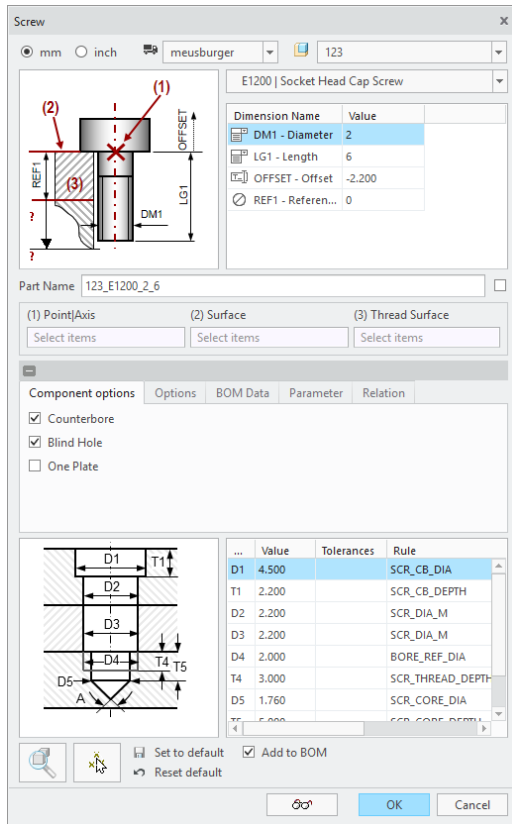 Screw x
mm inch meusburger 123
E1200 | Socket Head Cap Screw
(1)
(2)
(3)
OFFSET
REF1
LG1
DM1
?
?
Dimension Name Value
DM1 - Diameter 2
LG1 - Length 6
OFFSET - Offset -2.200
REF1 - Referen... 0
Part Name 123_E1200_2_6
(1) Point|Axis (2) Surface (3) Thread Surface
Select items Select items Select items
Component options Options BOM Data Parameter Relation
Counterbore
Blind Hole
One Plate
D1 T1
D2
D3
D4 T4 T5
D5
A
... Value Tolerances Rule
D1 4.500 SCR_CB_DIA
T1 2.200 SCR_CB_DEPTH
D2 2.200 SCR_DIA_M
D3 2.200 SCR_DIA_M
D4 2.000 BORE_REF_DIA
T4 3.000 SCR_THREAD_DEPTH
D5 1.760 SCR_CORE_DIA
Set to default Add to BOM
Reset default
OK Cancel